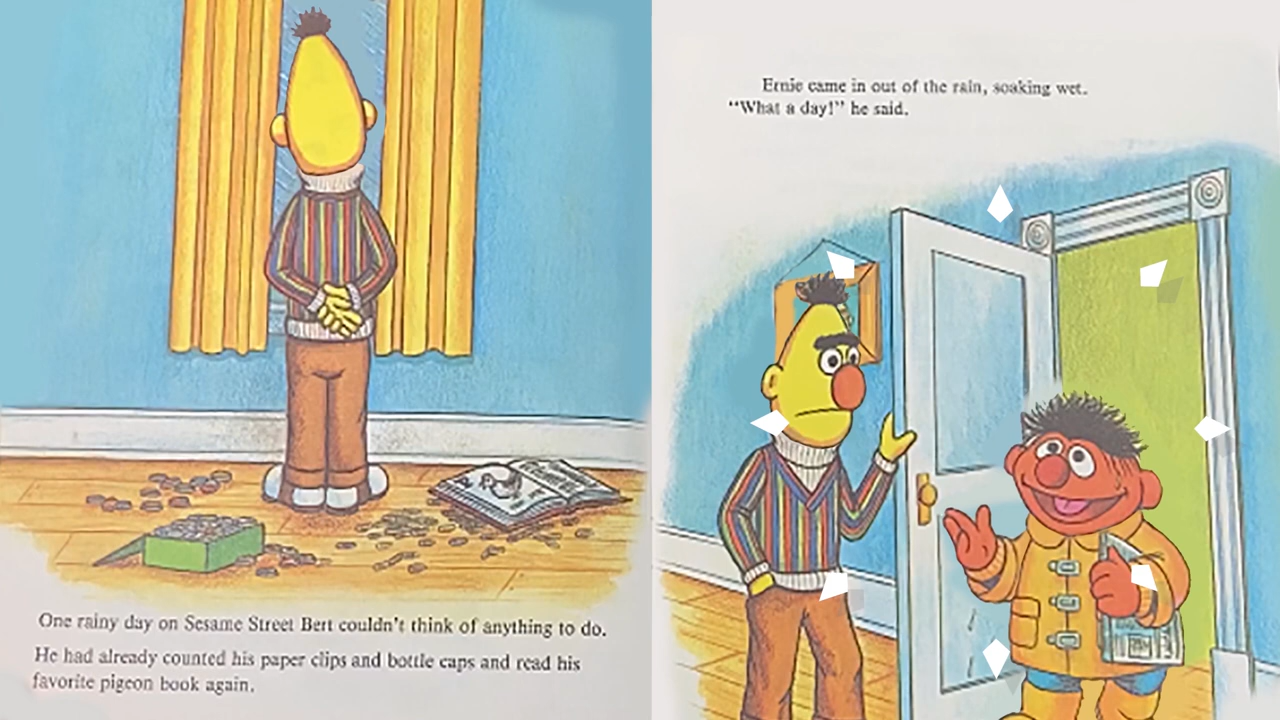 One rainy day on Sesame Street Bert couldn't think of anything to do.
He had already counted his paper clips and bottle caps and read his
favorite pigeon book again.
Ernie came in out of the rain, soaking wet.
"What a day!" he said.